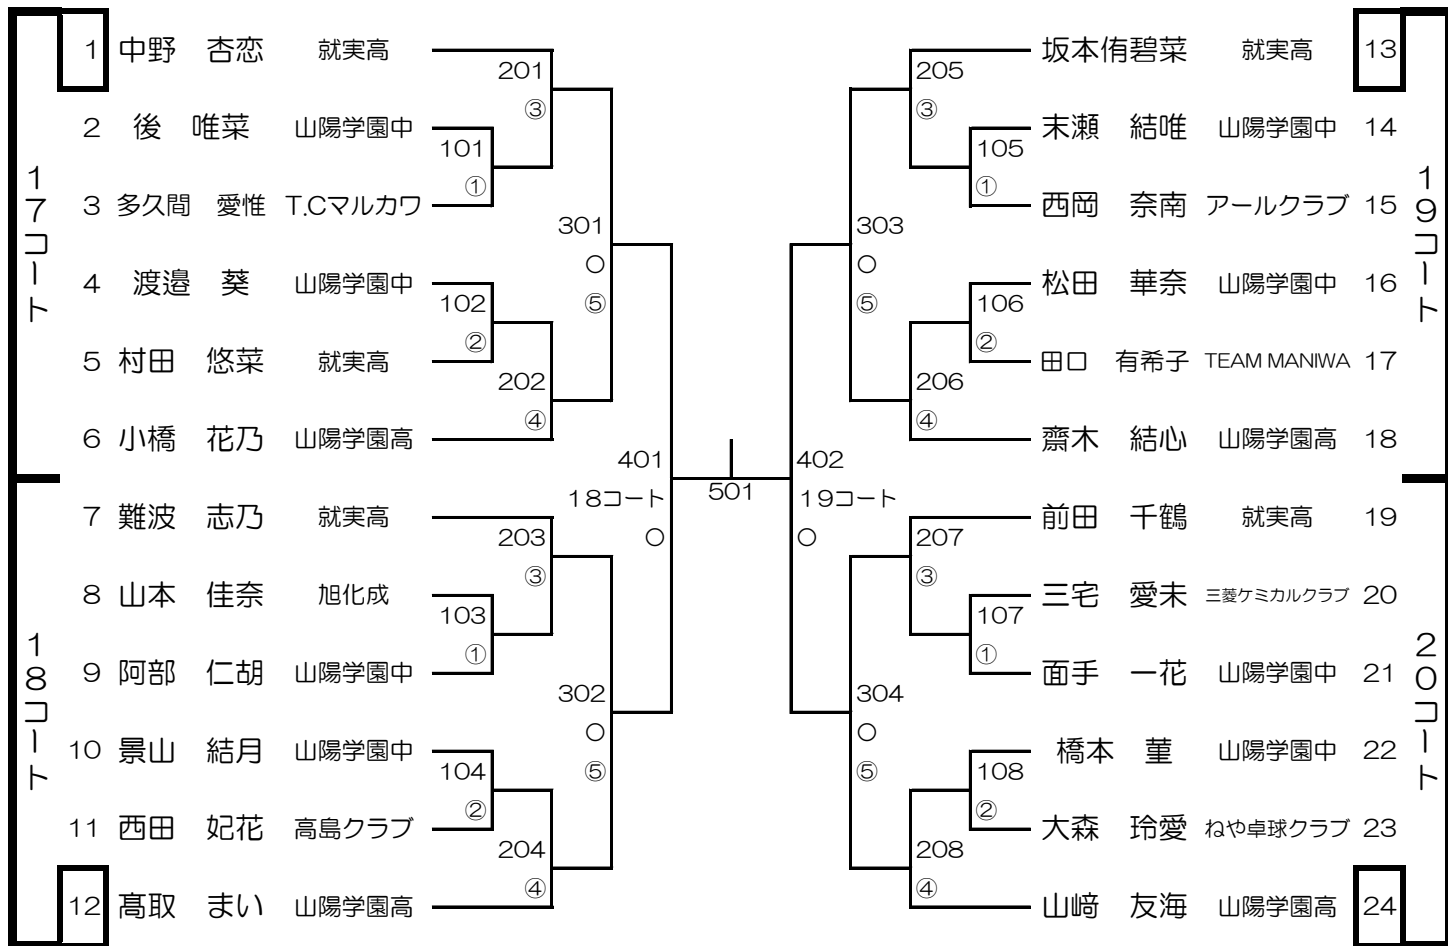 17コート
1 中野 杏恋 就実高
2 後 唯菜 山陽学園中
3 多久間 愛惟 T.Cマルカワ
4 渡邉 葵 山陽学園中
5 村田 悠菜 就実高
6 小橋 花乃 山陽学園高
18コート
7 難波 志乃 就実高
8 山本 佳奈 旭化成
9 阿部 仁胡 山陽学園中
10 景山 結月 山陽学園中
11 西田 妃花 高島クラブ
12 髙取 まい 山陽学園高
201
③
101
①
301
○
⑤
102
②
202
④
401
18コート
○
203
③
103
①
302
○
⑤
104
②
204
④
501
205
③
105
①
303
○
⑤
106
②
206
④
402
19コート
○
207
③
107
①
304
○
⑤
108
②
208
④
19コート
坂本侑碧菜 就実高 13
末瀬 結唯 山陽学園中 14
西岡 奈南 アールクラブ 15
松田 華奈 山陽学園中 16
田口 有希子 TEAM MANIWA 17
齋木 結心 山陽学園高 18
20コート
前田 千鶴 就実高 19
三宅 愛未 三菱ケミカルクラブ 20
面手 一花 山陽学園中 21
橋本 菫 山陽学園中 22
大森 玲愛 ねや卓球クラブ 23
山﨑 友海 山陽学園高 24